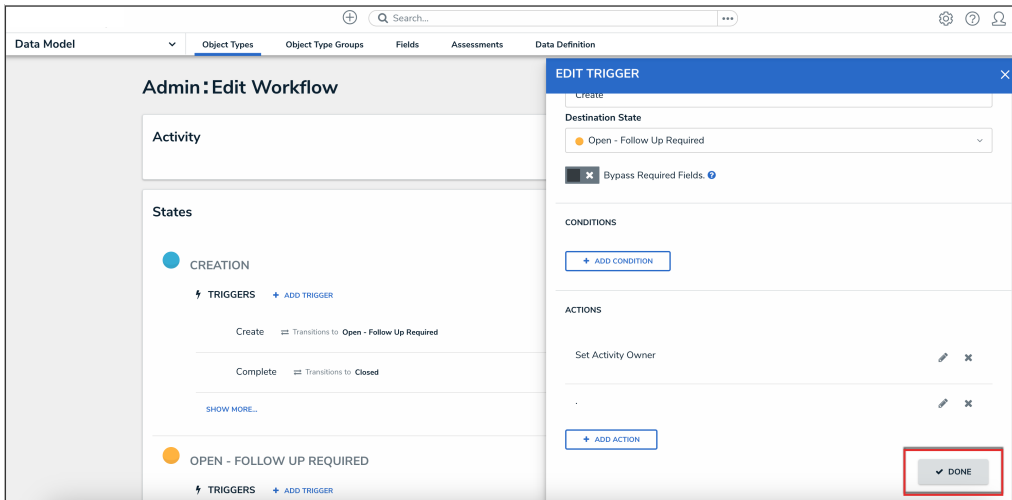 Search...
Data Model
Object Types
Object Type Groups
Fields
Assessments
Data Definition
Admin:Edit Workflow
Activity
States
CREATION
TRIGGERS
+ ADD TRIGGER
Create
Transitions to Open - Follow Up Required
Complete
Transitions to Closed
SHOW MORE...
OPEN - FOLLOW UP REQUIRED
TRIGGERS
+ ADD TRIGGER
EDIT TRIGGER
Create
Destination State
Open - Follow Up Required
Bypass Required Fields.
CONDITIONS
+ ADD CONDITION
ACTIONS
Set Activity Owner
.
+ ADD ACTION
DONE